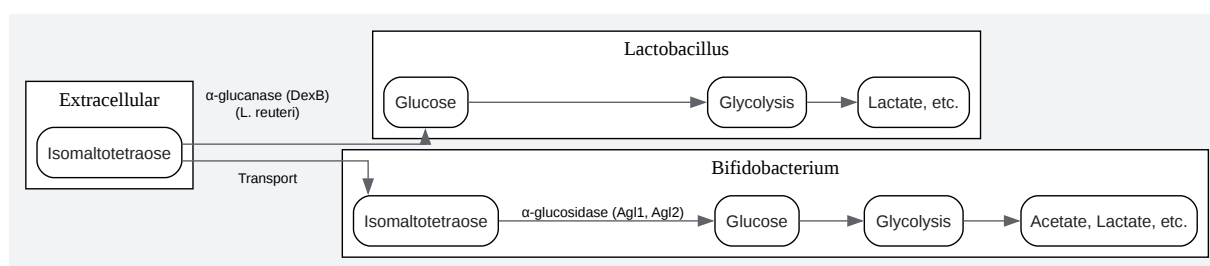 Lactobacillus
Extracellular
α-glucanase (DexB)
(L. reuteri)
Glucose
Glycolysis
Lactate, etc.
Isomaltotetraose
Transport
Bifidobacterium
Isomaltotetraose
α-glucosidase (Agl1, Agl2)
Glucose
Glycolysis
Acetate, Lactate, etc.